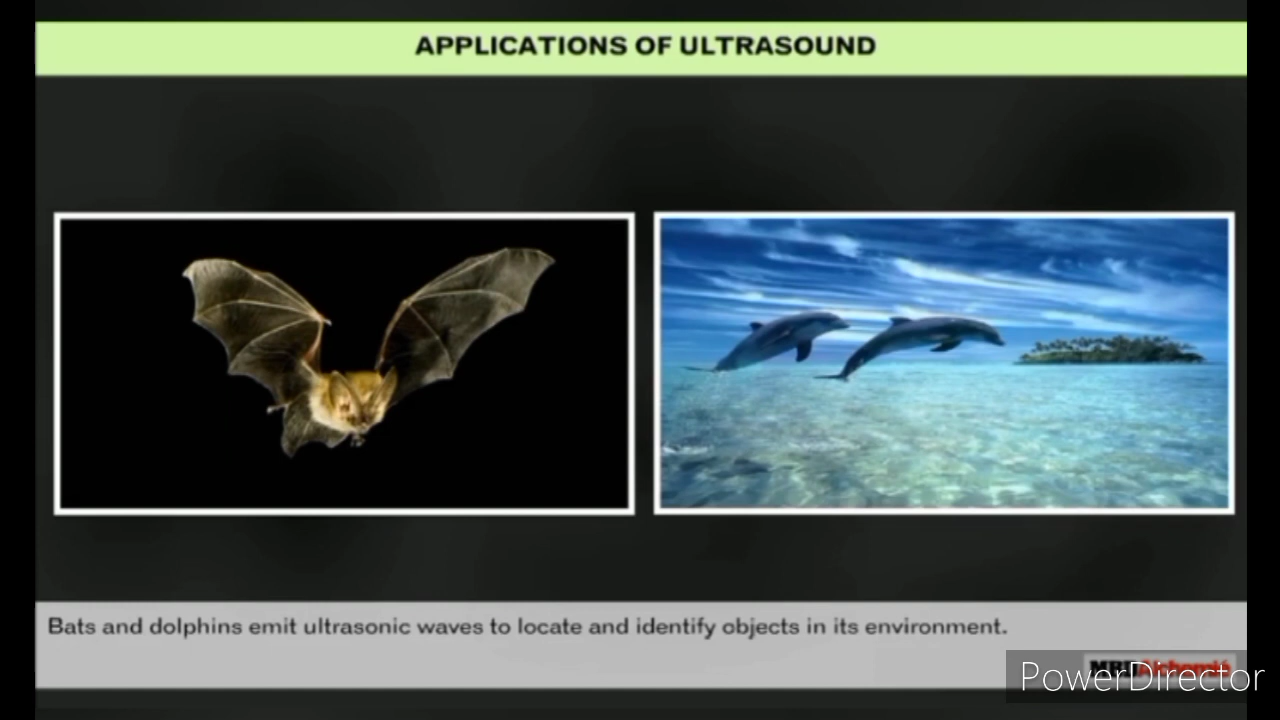 APPLICATIONS OF ULTRASOUND
Bats and dolphins emit ultrasonic waves to locate and identify objects in its environment.
PowerDirector